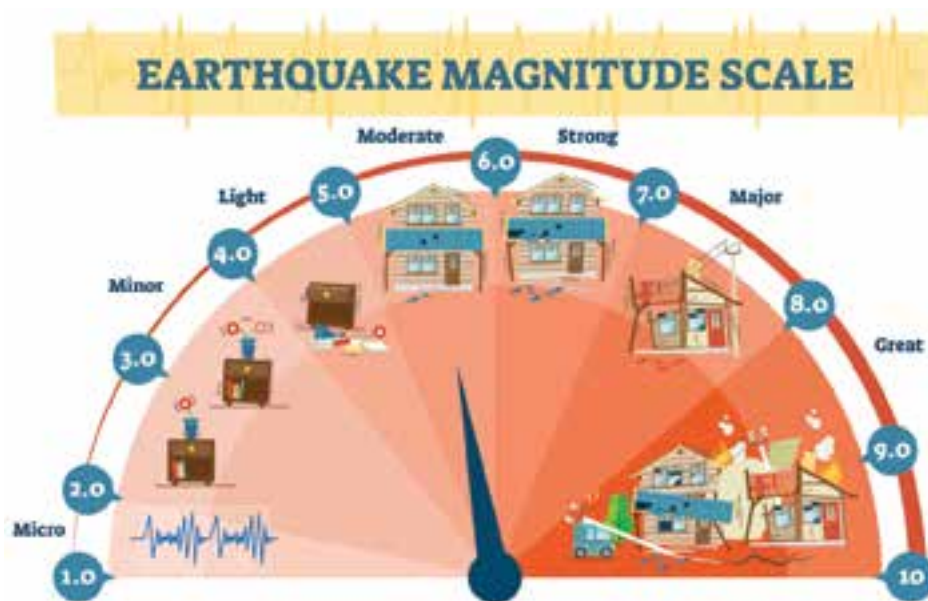 EARTHQUAKE MAGNITUDE SCALE
Moderate
Strong
6.0
5.0
7.0
Light
Major
4.0
Minor
8.0
3.0
Great
9.0
2.0
Micro
1.0
10